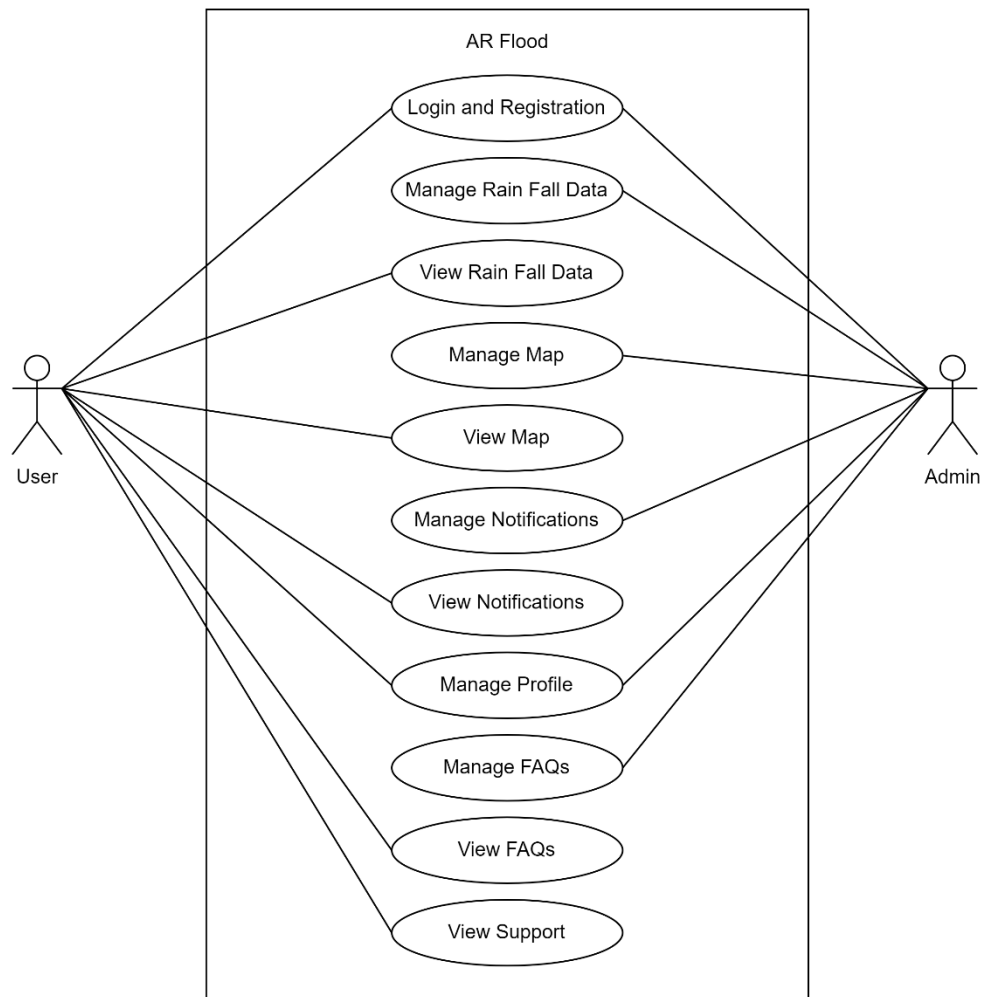 AR Flood
Login and Registration
Manage Rain Fall Data
View Rain Fall Data
Manage Map
View Map
User
Admin
Manage Notifications
View Notifications
Manage Profile
Manage FAQs
View FAQs
View Support